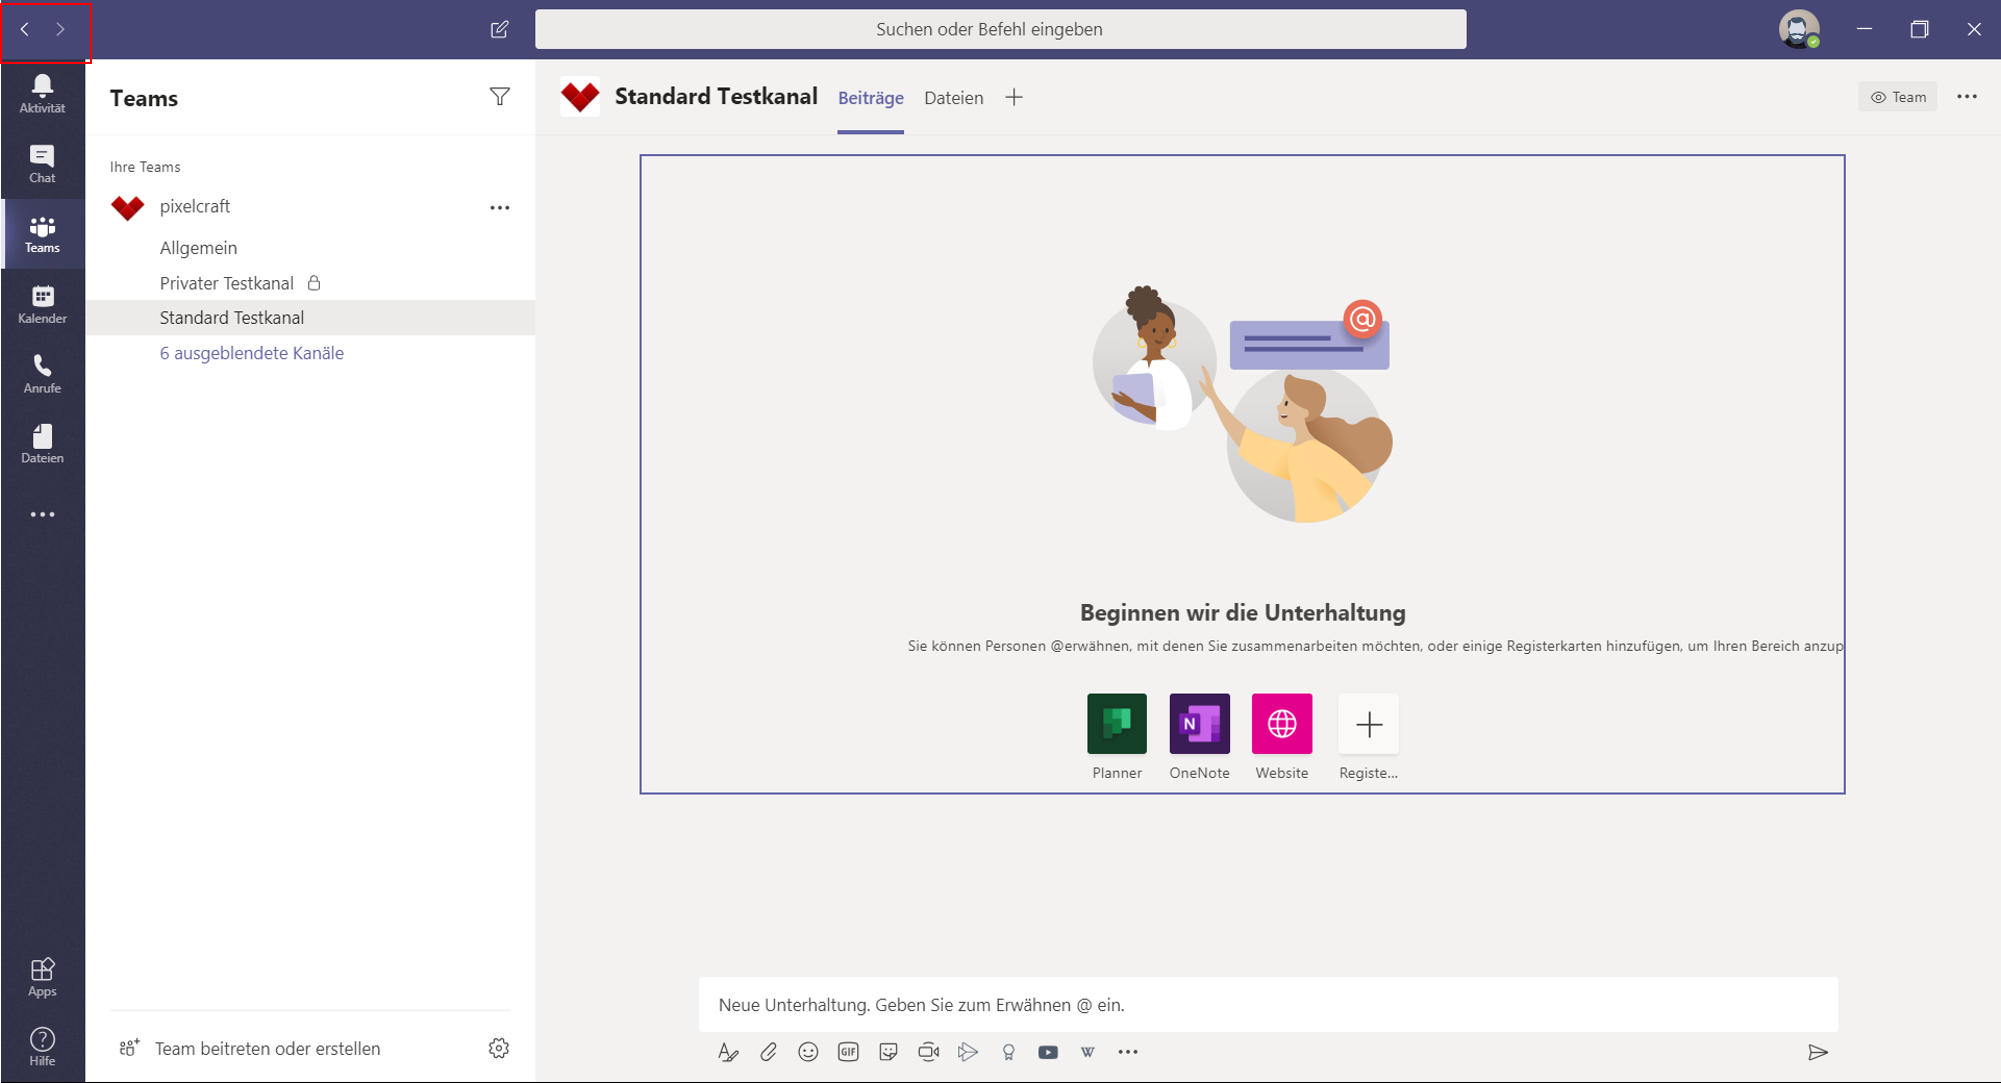 Suchen oder Befehl eingeben
Aktivität
Chat
Teams
Kalender
Anrufe
Dateien
Apps
Hilfe
Teams
Ihre Teams
pixelcraft
Allgemein
Privater Testkanal
Standard Testkanal
6 ausgeblendete Kanäle
Team beitreten oder erstellen
Standard Testkanal Beiträge Dateien
Team
@
Beginnen wir die Unterhaltung
Sie können Personen @erwähnen, mit denen Sie zusammenarbeiten möchten, oder einige Registerkarten hinzufügen, um Ihren Bereich anzup
N
Planner OneNote Website Registe...
Neue Unterhaltung. Geben Sie zum Erwähnen @ ein.
GIF
W